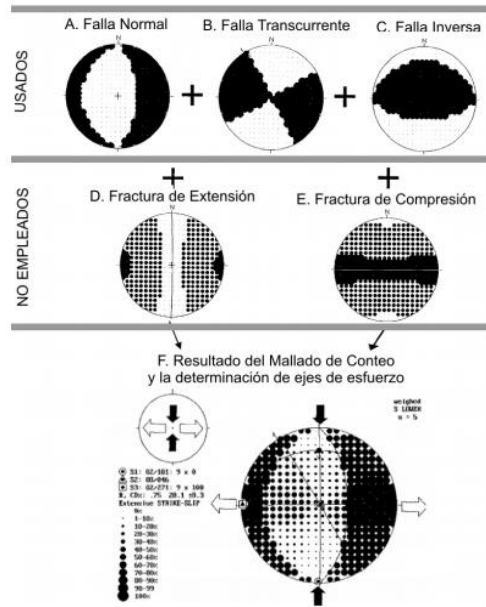 A. Falla Normal
B. Falla Transcurrente
C. Falla Inversa
N
N
N
USADOS
+
+
+
+
D. Fractura de Extensión
E. Fractura de Compresión
N
N
NO EMPLEADOS
F. Resultado del Mallado de Conteo
y la determinación de ejes de esfuerzo
weighed
S LOWER
n = 5
S1: 02/181: 9 x 0
S2: 88/046
S3: 02/271: 9 x 100
Extensive STRIKE-SLIP
0%
1-10%
10-20%
20-30%
30-40%
40-50%
50-60%
60-70%
70-80%
80-90%
90-99
100%